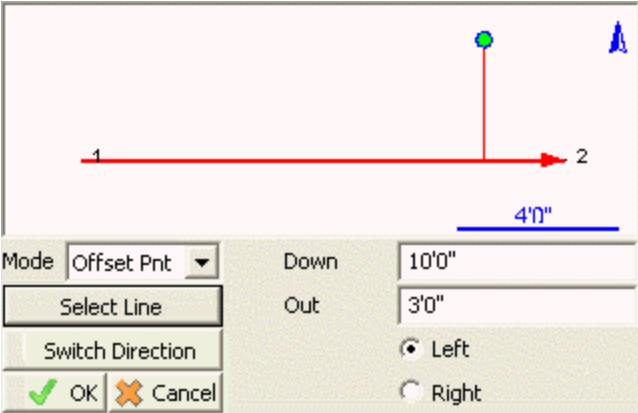 1
2
4'0"
Mode Offset Pnt Down 10'0"
Select Line Out 3'0"
Switch Direction Left
OK Cancel Right